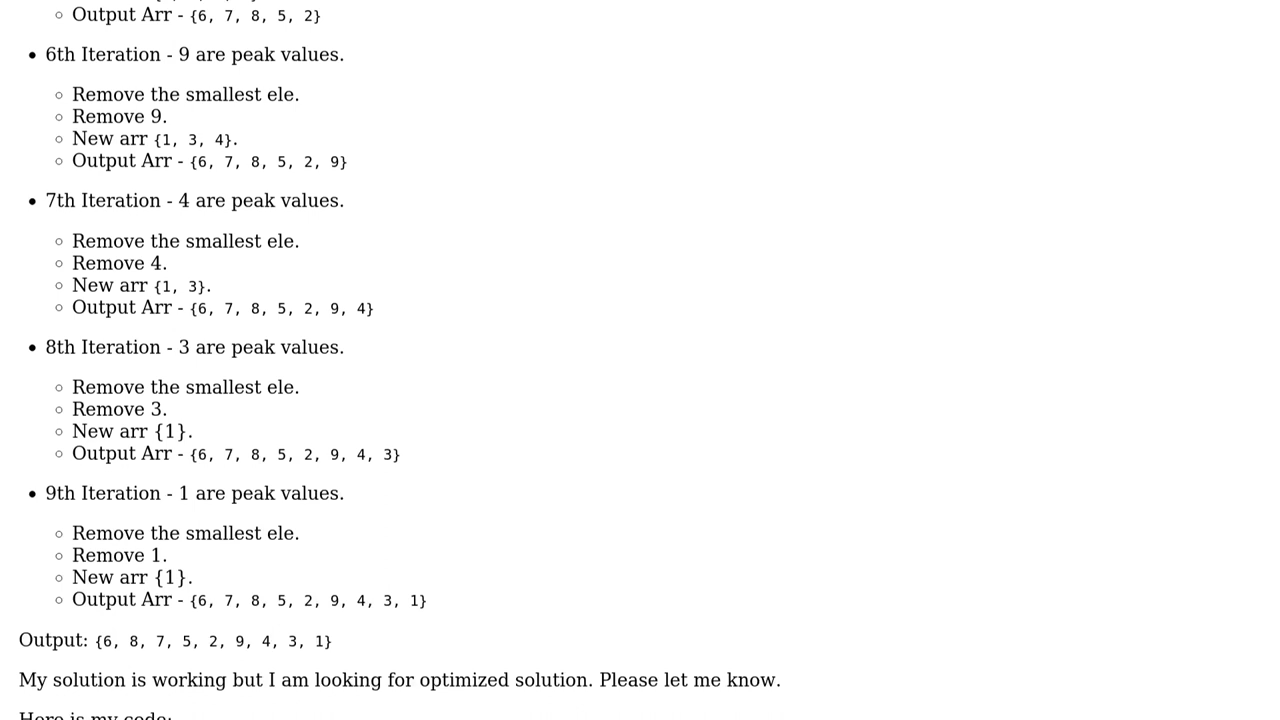 Output Arr - {6, 7, 8, 5, 2}
6th Iteration - 9 are peak values.
Remove the smallest ele.
Remove 9.
New arr {1, 3, 4}.
Output Arr - {6, 7, 8, 5, 2, 9}
7th Iteration - 4 are peak values.
Remove the smallest ele.
Remove 4.
New arr {1, 3}.
Output Arr - {6, 7, 8, 5, 2, 9, 4}
8th Iteration - 3 are peak values.
Remove the smallest ele.
Remove 3.
New arr {1}.
Output Arr - {6, 7, 8, 5, 2, 9, 4, 3}
9th Iteration - 1 are peak values.
Remove the smallest ele.
Remove 1.
New arr {1}.
Output Arr - {6, 7, 8, 5, 2, 9, 4, 3, 1}
Output: {6, 8, 7, 5, 2, 9, 4, 3, 1}
My solution is working but I am looking for optimized solution. Please let me know.
Here is my code: